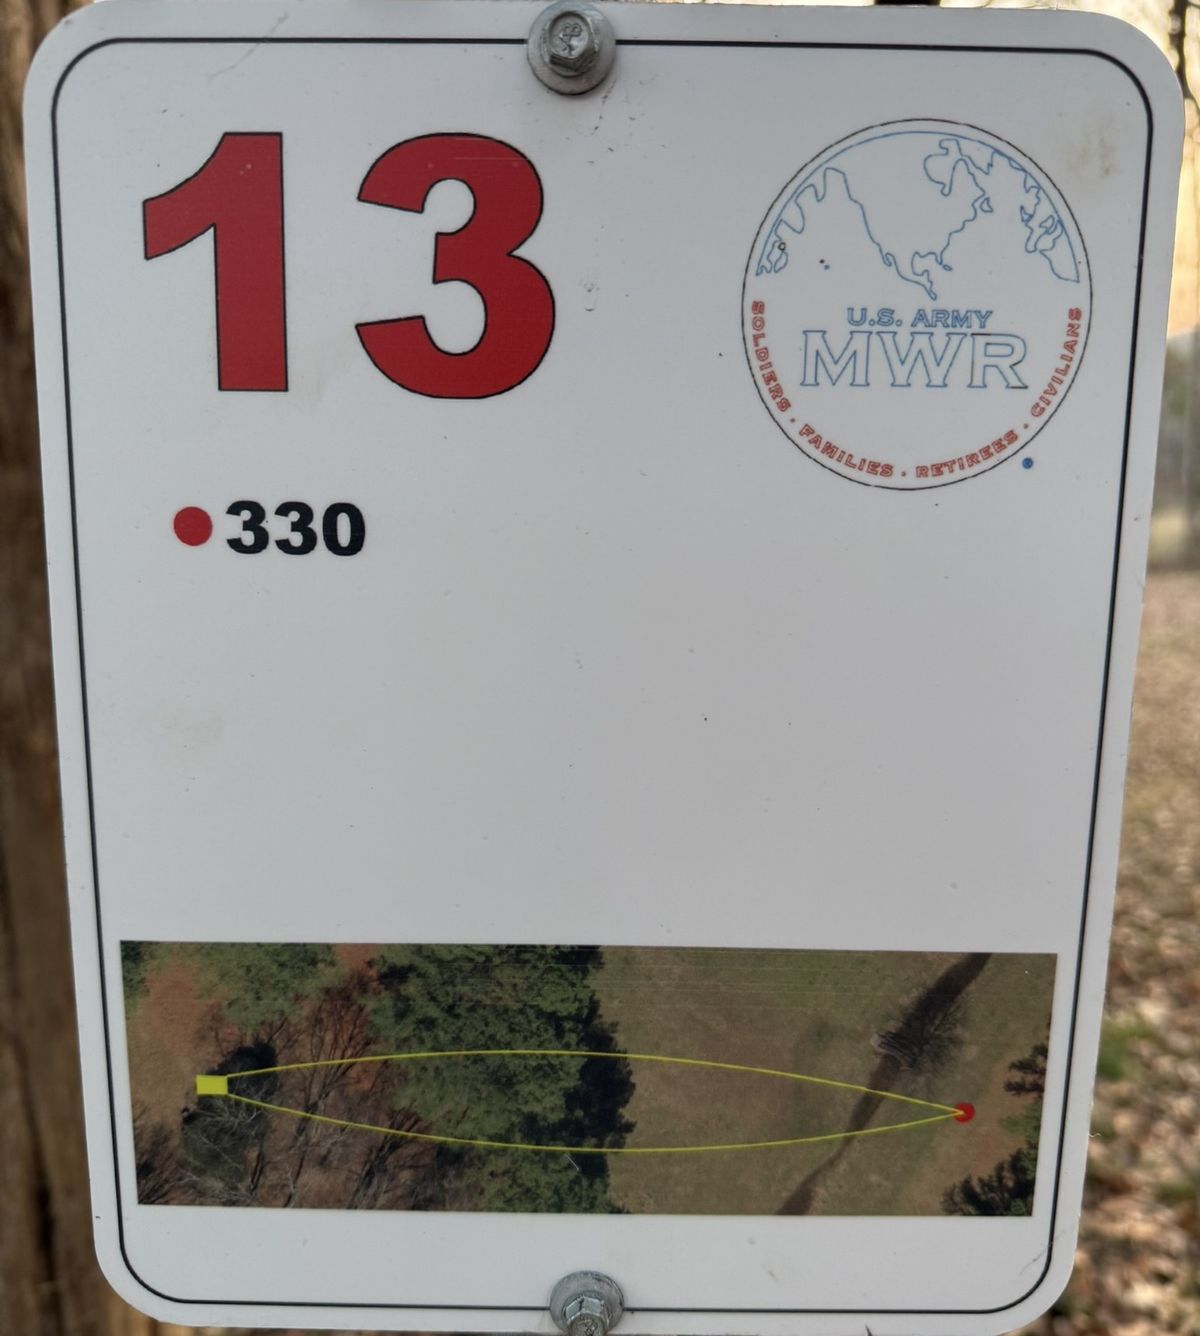 13
U.S. ARMY
MWR
SOLDIERS · FAMILIES · RETIREES · CIVILIANS
330